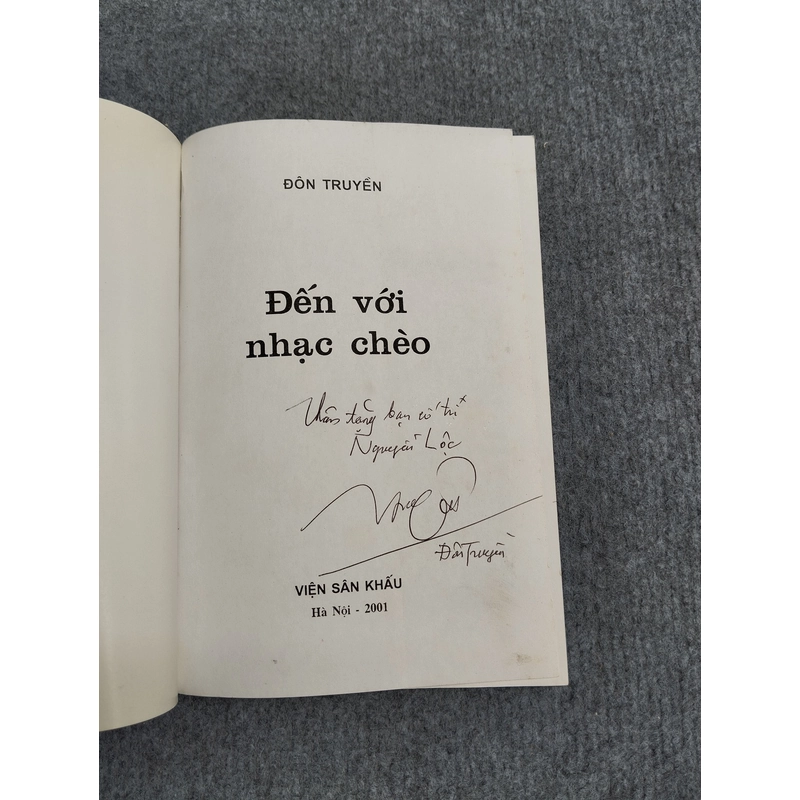 ĐÔN TRUYỀN
Đến với
nhạc chèo
Thân tặng bạn cố tri
Nguyễn Lộc
Đôn Truyền
VIỆN SÂN KHẤU
Hà Nội - 2001